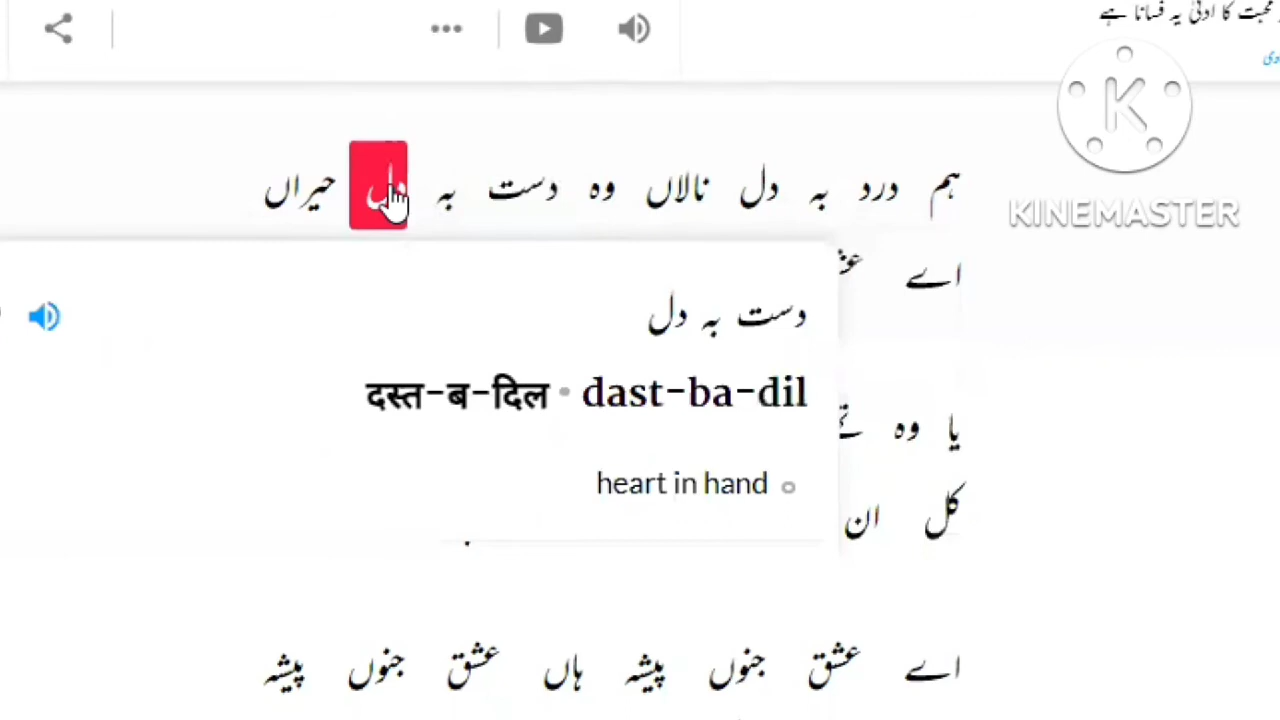 محبت کا ادنیٰ یہ فسانا ہے
KINEMASTER
ہم درد بہ دل نالاں وہ دست بہ دل حیراں
اے
دست بہ دل
दस्त-ब-दिल • dast-ba-dil
heart in hand
یا وہ
کل ان
اے عشق جنوں پیشہ ہاں عشق جنوں پیشہ